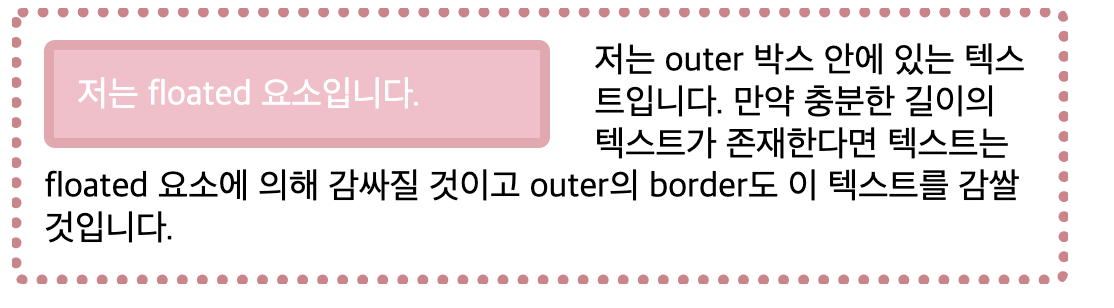 저는 floated 요소입니다.
저는 outer 박스 안에 있는 텍스
트입니다. 만약 충분한 길이의
텍스트가 존재한다면 텍스트는
floated 요소에 의해 감싸질 것이고 outer의 border도 이 텍스트를 감쌀
것입니다.